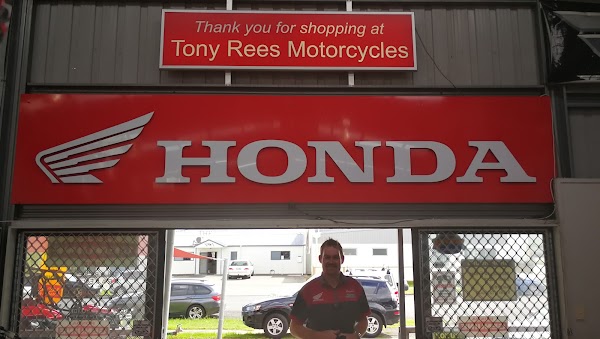 Thank you for shopping at
Tony Rees Motorcycles
HONDA